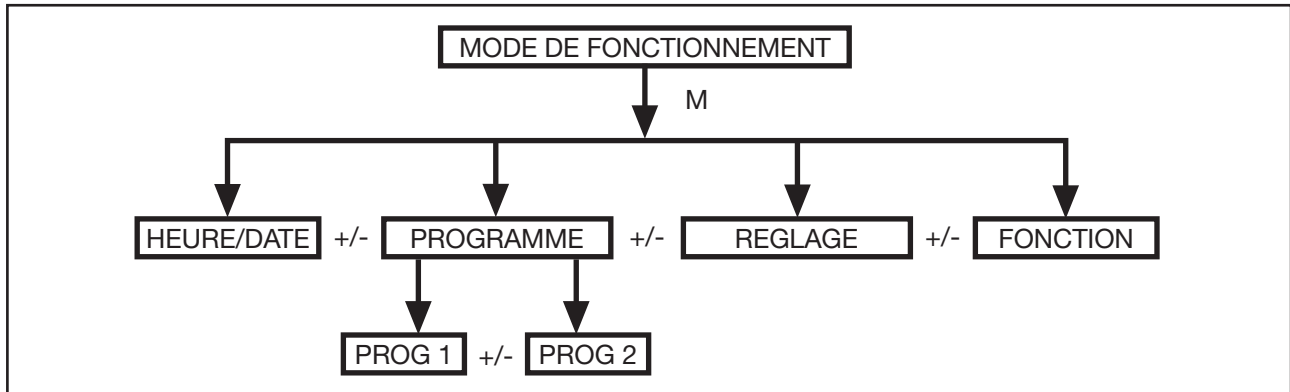 MODE DE FONCTIONNEMENT
M
HEURE/DATE +/- PROGRAMME +/- REGLAGE +/- FONCTION
PROG 1 +/- PROG 2